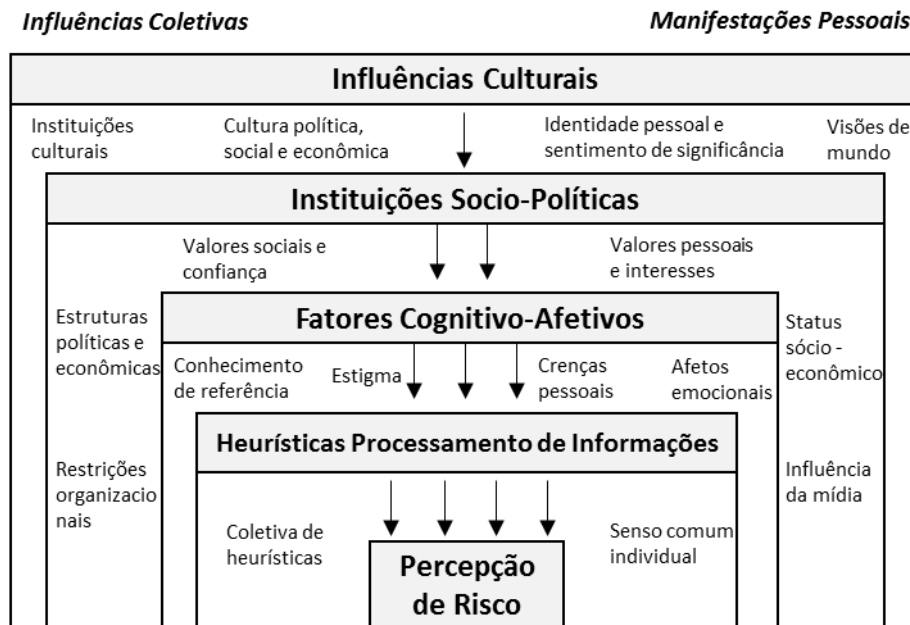 Influências Coletivas
Manifestações Pessoais
Influências Culturais
Instituições
culturais
Cultura política,
social e econômica
Identidade pessoal e
sentimento de significância
Visões de
mundo
Instituições Socio-Políticas
Valores sociais e
confiança
Valores pessoais
e interesses
Estruturas
políticas e
econômicas
Fatores Cognitivo-Afetivos
Status
sócio -
econômico
Conhecimento
de referência
Estigma
Crenças
pessoais
Afetos
emocionais
Heurísticas Processamento de Informações
Restrições
organizacio
nais
Influência
da mídia
Coletiva de
heurísticas
Senso comum
individual
Percepção
de Risco